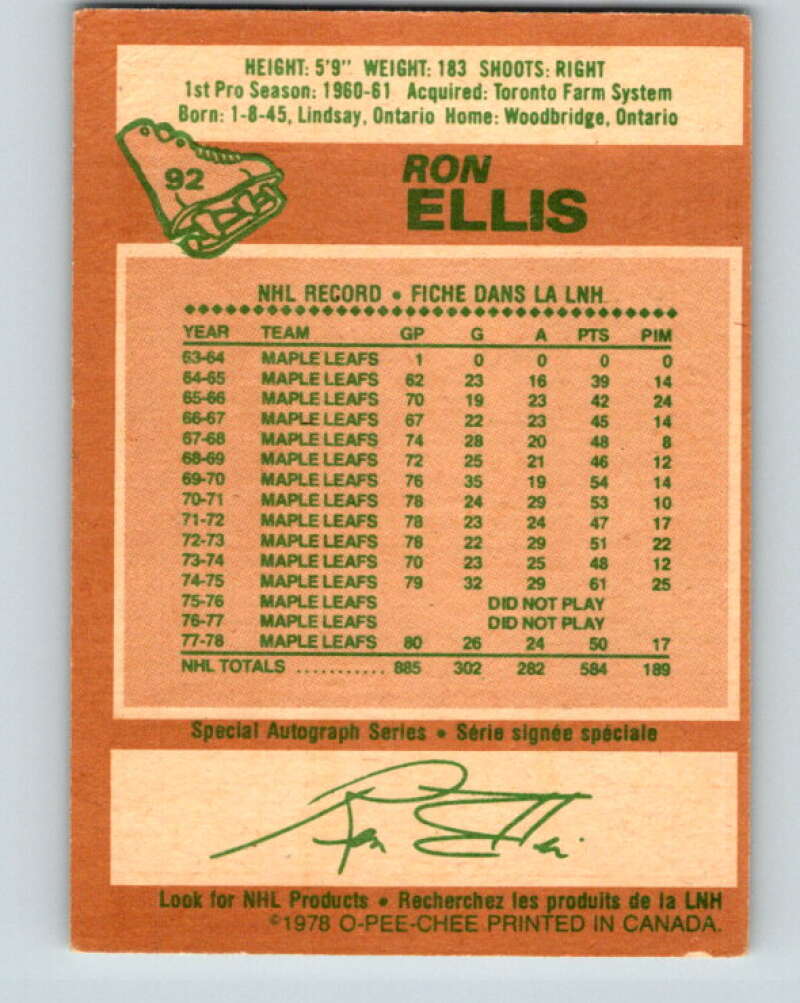 HEIGHT: 5'9" WEIGHT: 183 SHOOTS: RIGHT
1st Pro Season: 1960-61 Acquired: Toronto Farm System
Born: 1-8-45, Lindsay, Ontario Home: Woodbridge, Ontario
92
RON
ELLIS
NHL RECORD • FICHE DANS LA LNH
YEAR TEAM GP G A PTS PIM
63-64 MAPLE LEAFS 1 0 0 0 0
64-65 MAPLE LEAFS 62 23 16 39 14
65-66 MAPLE LEAFS 70 19 23 42 24
66-67 MAPLE LEAFS 67 22 23 45 14
67-68 MAPLE LEAFS 74 28 20 48 8
68-69 MAPLE LEAFS 72 25 21 46 12
69-70 MAPLE LEAFS 76 35 19 54 14
70-71 MAPLE LEAFS 78 24 29 53 10
71-72 MAPLE LEAFS 78 23 24 47 17
72-73 MAPLE LEAFS 78 22 29 51 22
73-74 MAPLE LEAFS 70 23 25 48 12
74-75 MAPLE LEAFS 79 32 29 61 25
75-76 MAPLE LEAFS DID NOT PLAY
76-77 MAPLE LEAFS DID NOT PLAY
77-78 MAPLE LEAFS 80 26 24 50 17
NHL TOTALS ........... 885 302 282 584 189
Special Autograph Series • Série signée spéciale
Ron Ellis
Look for NHL Products • Recherchez les produits de la LNH
©1978 O-PEE-CHEE PRINTED IN CANADA.